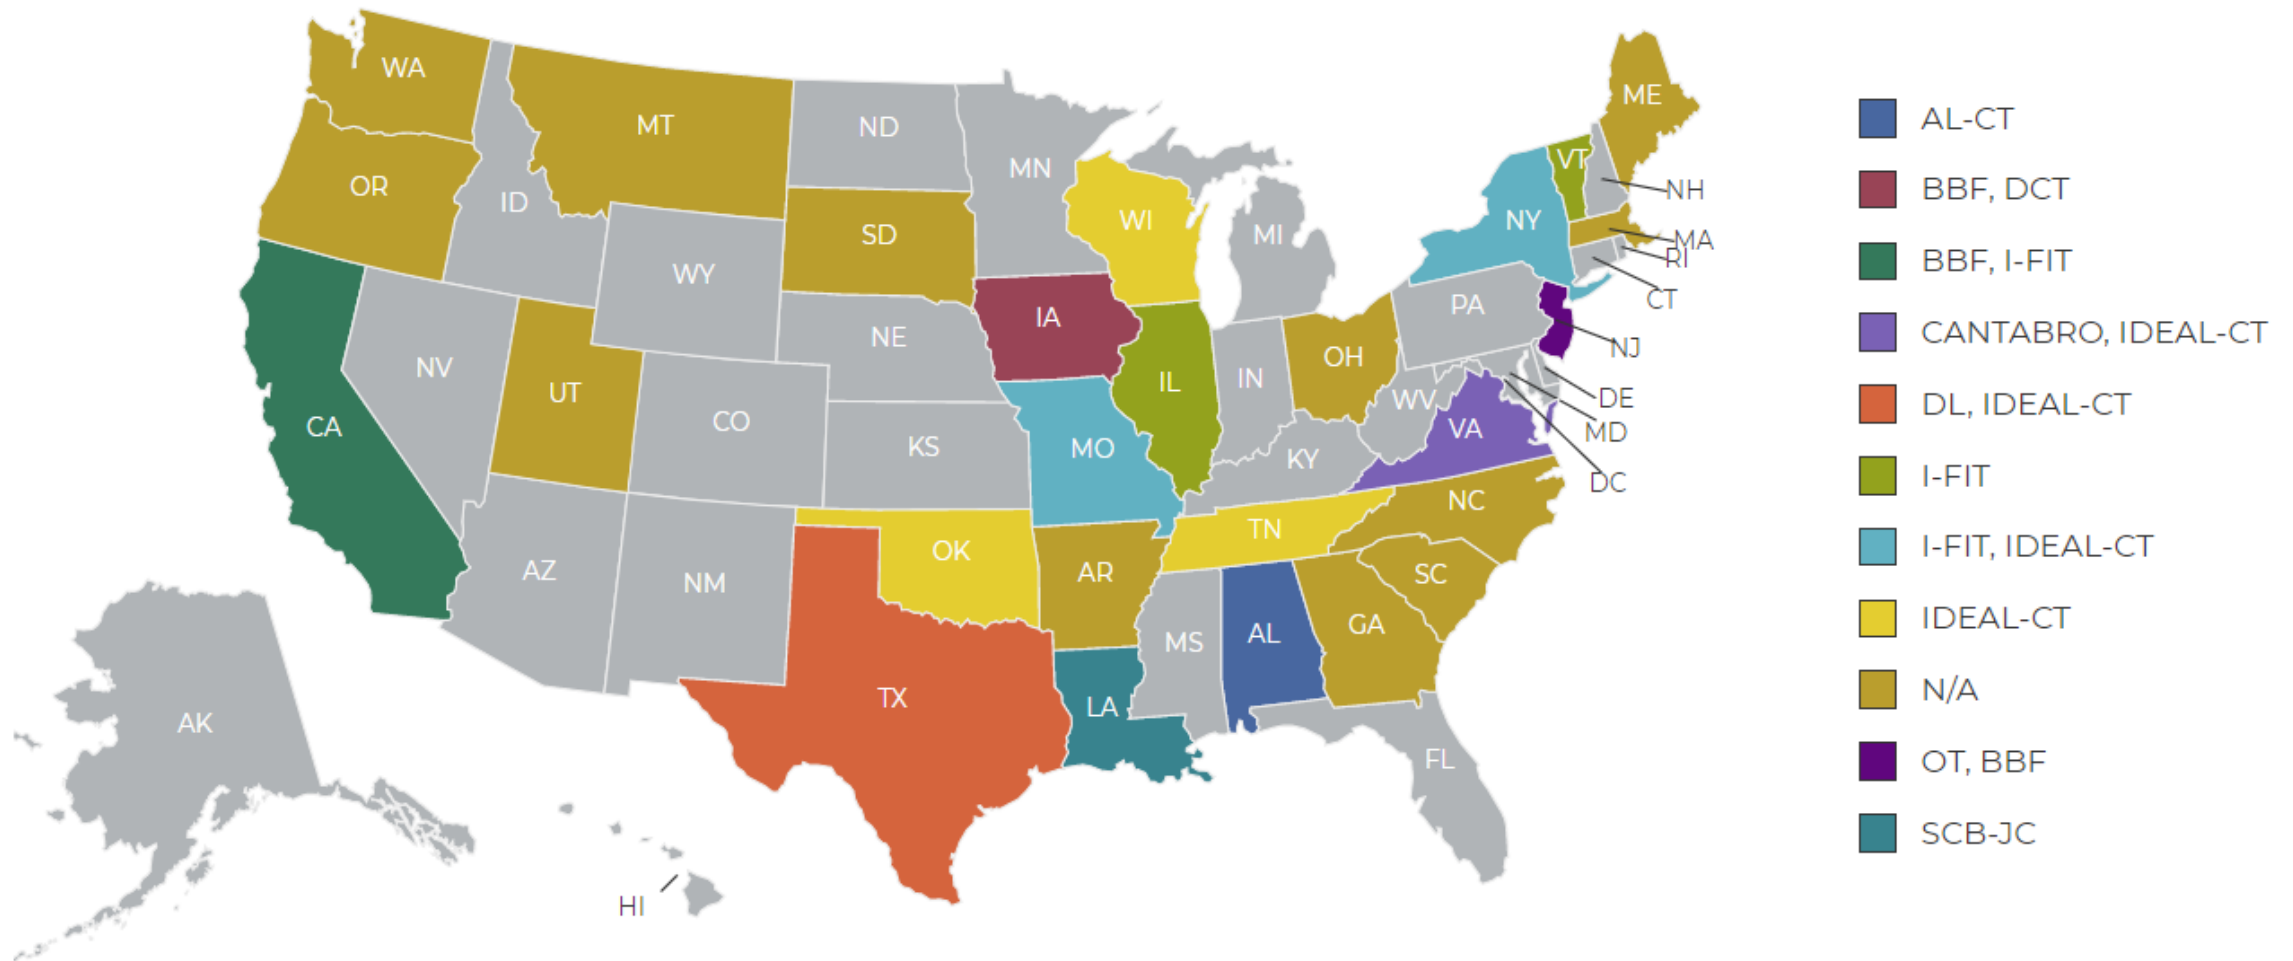 WA
MT
ND
MN
ME
OR
ID
SD
WI
MI
NY
VT
NH
MA
RI
WY
CT
IA
NE
PA
NJ
NV
UT
CO
IL
IN
OH
WV
DE
MD
DC
CA
KS
MO
KY
VA
NC
AZ
NM
OK
AR
TN
SC
MS
AL
GA
TX
LA
FL
AK
HI
AL-CT
BBF, DCT
BBF, I-FIT
CANTABRO, IDEAL-CT
DL, IDEAL-CT
I-FIT
I-FIT, IDEAL-CT
IDEAL-CT
N/A
OT, BBF
SCB-JC